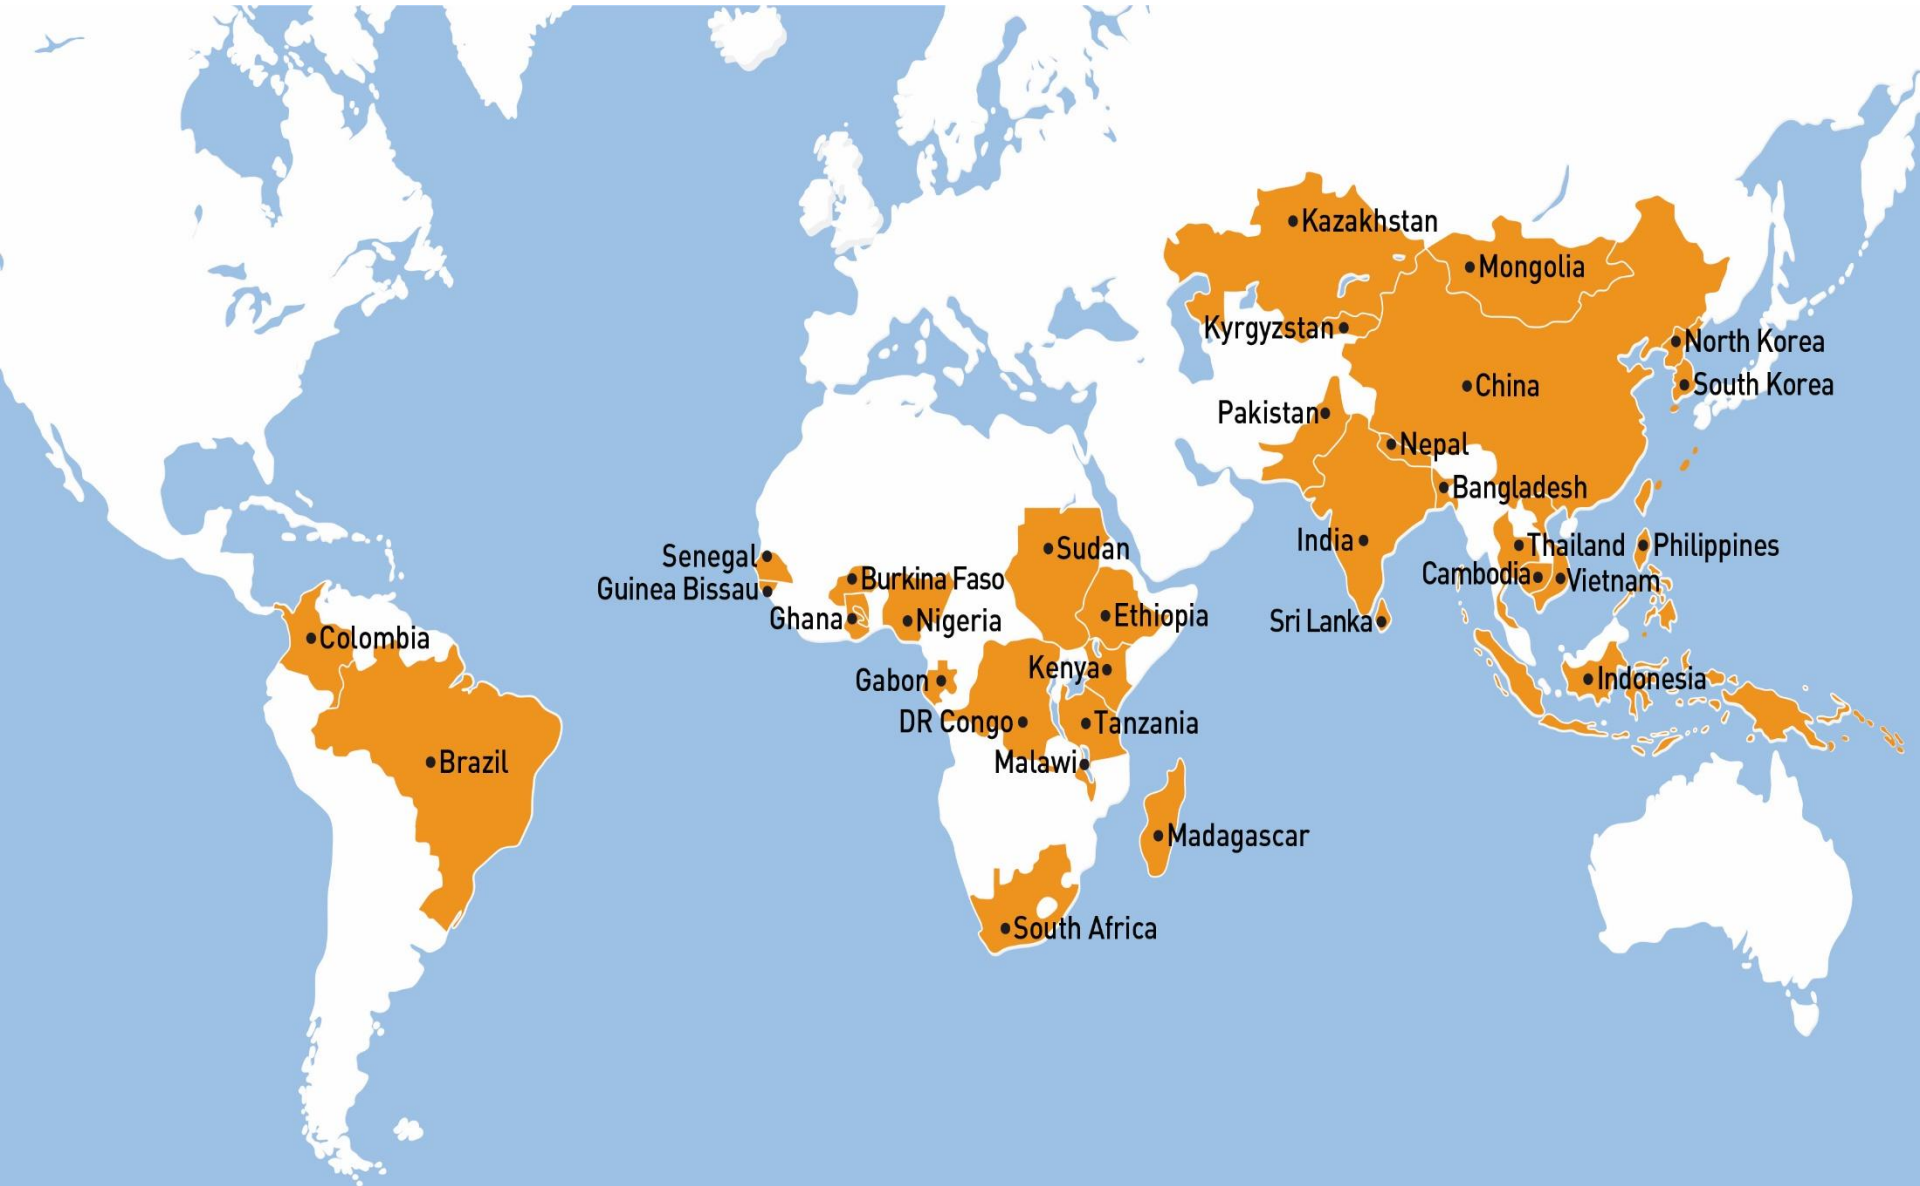 Kazakhstan
Mongolia
Kyrgyzstan
North Korea
China
South Korea
Pakistan
Nepal
Bangladesh
India
Thailand
Philippines
Senegal
Sudan
Cambodia
Vietnam
Burkina Faso
Guinea Bissau
Ghana
Nigeria
Ethiopia
Sri Lanka
Colombia
Kenya
Gabon
Indonesia
DR Congo
Tanzania
Malawi
Brazil
Madagascar
South Africa